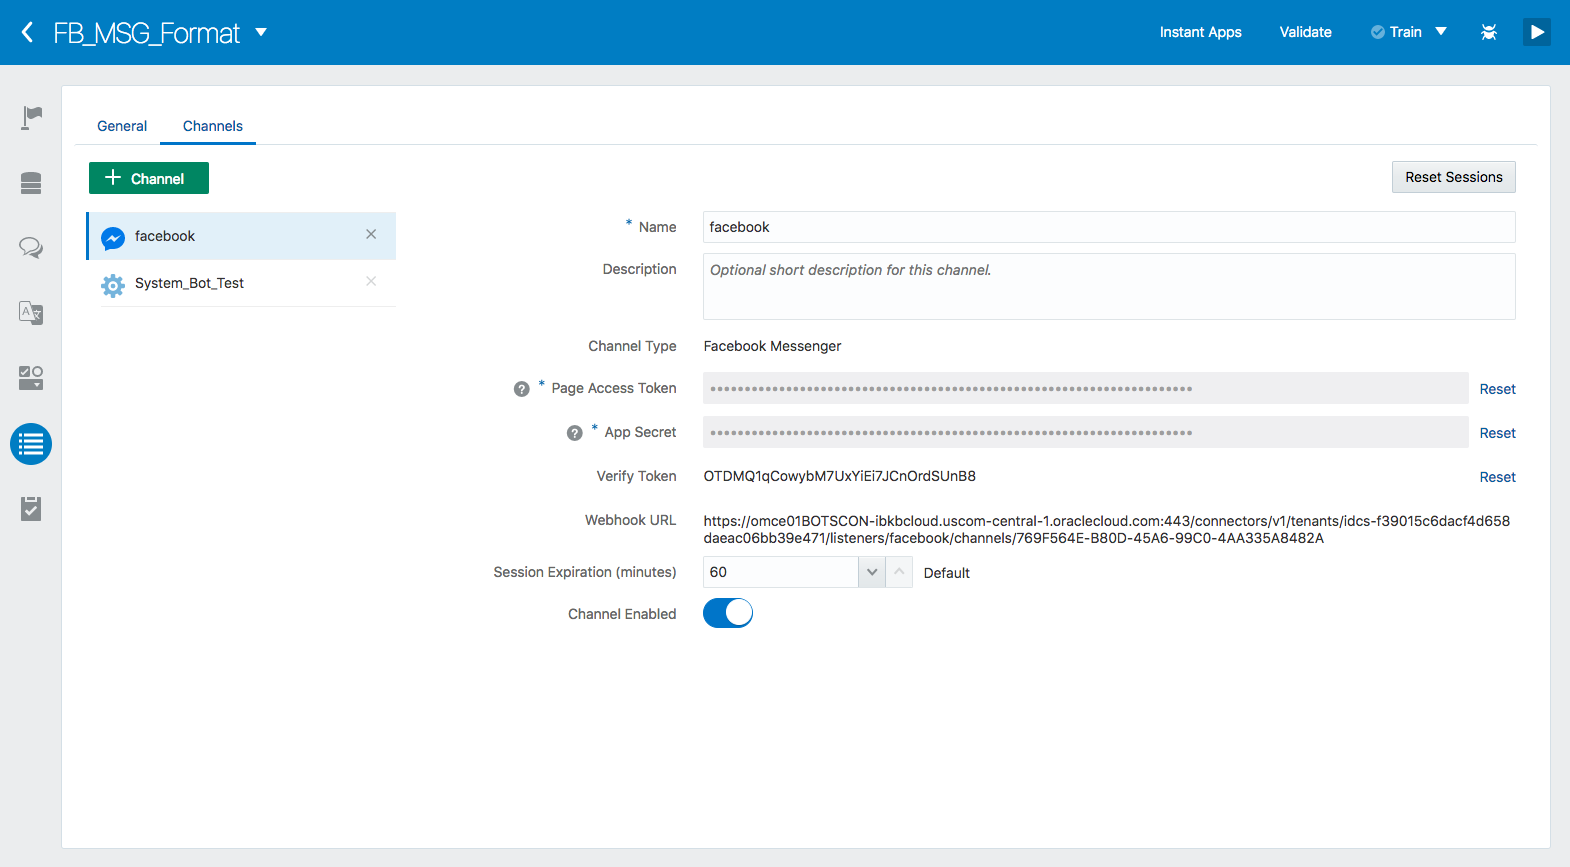 FB_MSG_Format
Instant Apps
Validate
Train
General
Channels
Channel
Reset Sessions
facebook
System_Bot_Test
* Name
facebook
Description
Optional short description for this channel.
Channel Type
Facebook Messenger
? * Page Access Token
Reset
? * App Secret
Reset
Verify Token
OTDMQ1qCowybM7UxYiEi7JCnOrdSUnB8
Reset
Webhook URL
https://omce01BOTSCON-ibkbcloud.uscom-central-1.oraclecloud.com:443/connectors/v1/tenants/idcs-f39015c6dacf4d658
daeac06bb39e471/listeners/facebook/channels/769F564E-B80D-45A6-99C0-4AA335A8482A
Session Expiration (minutes)
60
Default
Channel Enabled